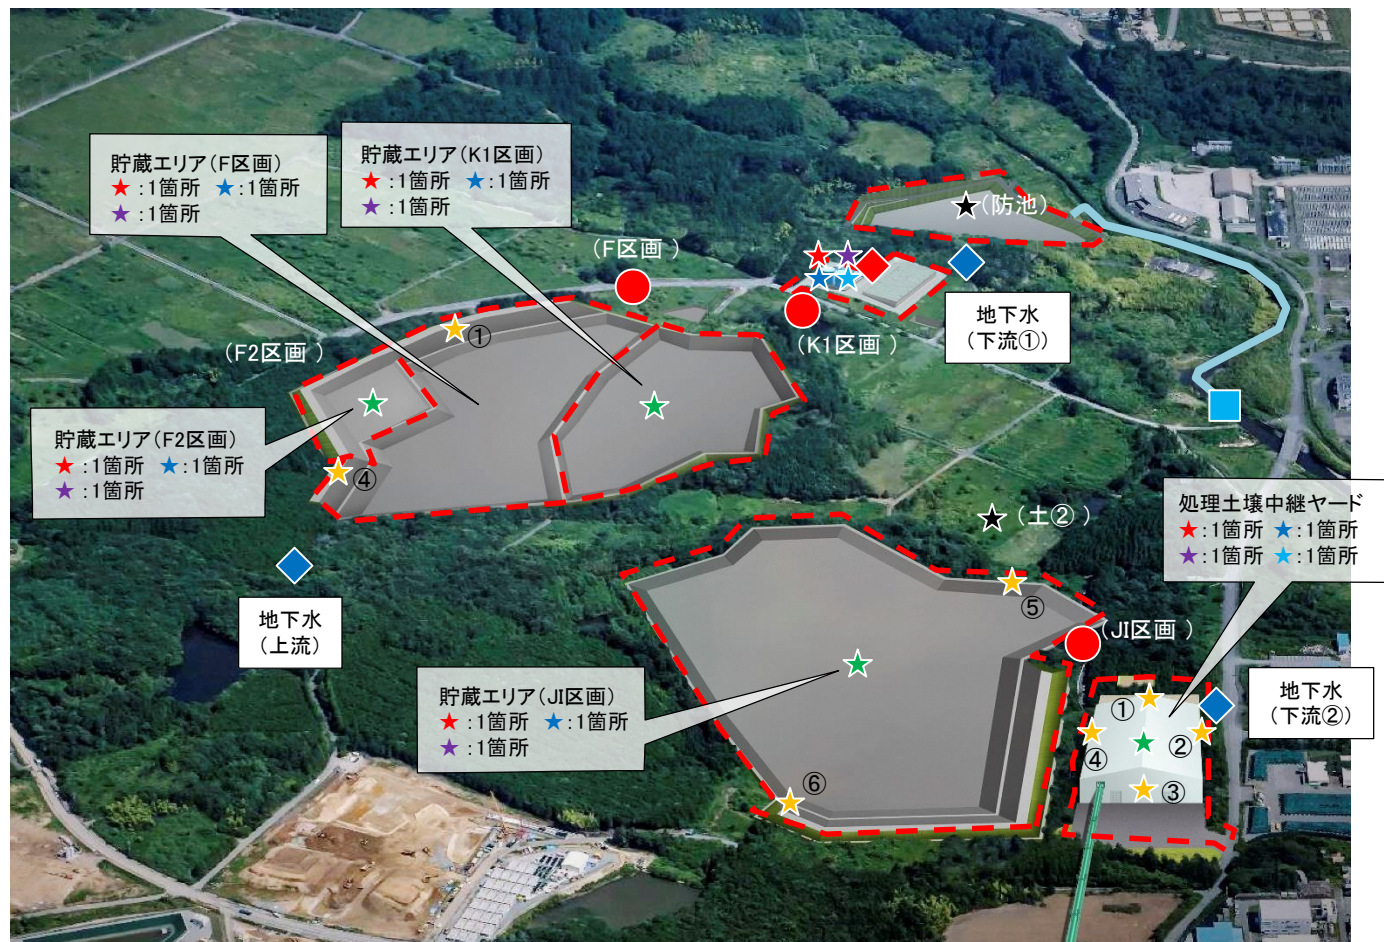 貯蔵エリア（F区画）
★：1箇所 ★：1箇所
★：1箇所
貯蔵エリア（K1区画）
★：1箇所 ★：1箇所
★：1箇所
（防池）
（F区画 ）
（K1区画 ）
地下水
（下流①）
（F2区画 ）
①
貯蔵エリア（F2区画）
★：1箇所 ★：1箇所
★：1箇所
④
（土②）
処理土壌中継ヤード
★：1箇所 ★：1箇所
★：1箇所 ★：1箇所
⑤
地下水
（上流）
（JI区画 ）
貯蔵エリア（JI区画）
★：1箇所 ★：1箇所
★：1箇所
地下水
（下流②）
①
④
②
③
⑥